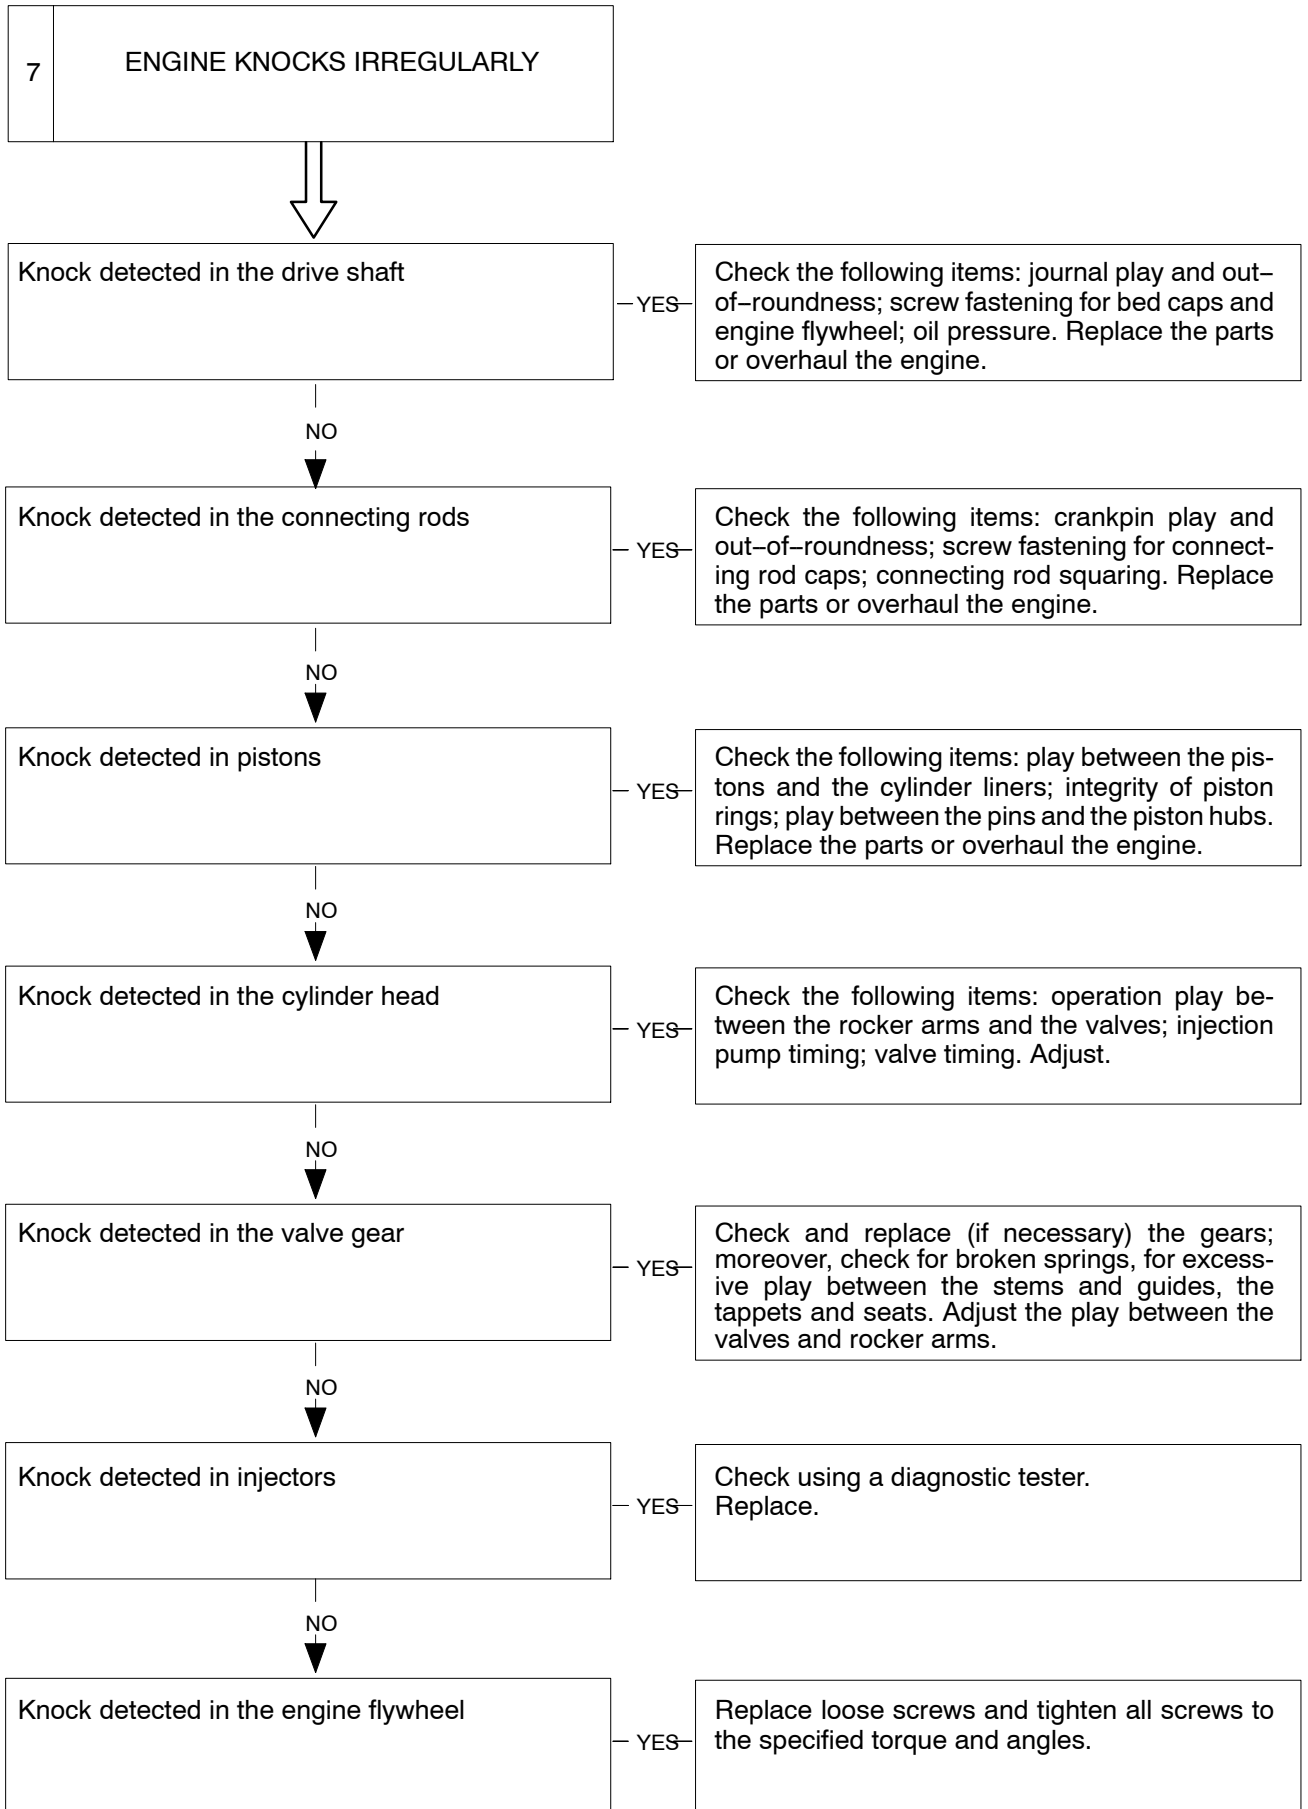 7
ENGINE KNOCKS IRREGULARLY
Knock detected in the drive shaft
YES
Check the following items: journal play and out–
of–roundness; screw fastening for bed caps and
engine flywheel; oil pressure. Replace the parts
or overhaul the engine.
NO
Knock detected in the connecting rods
YES
Check the following items: crankpin play and
out–of–roundness; screw fastening for connect-
ing rod caps; connecting rod squaring. Replace
the parts or overhaul the engine.
NO
Knock detected in pistons
YES
Check the following items: play between the pis-
tons and the cylinder liners; integrity of piston
rings; play between the pins and the piston hubs.
Replace the parts or overhaul the engine.
NO
Knock detected in the cylinder head
YES
Check the following items: operation play be-
tween the rocker arms and the valves; injection
pump timing; valve timing. Adjust.
NO
Knock detected in the valve gear
YES
Check and replace (if necessary) the gears;
moreover, check for broken springs, for excess-
ive play between the stems and guides, the
tappets and seats. Adjust the play between the
valves and rocker arms.
NO
Knock detected in injectors
YES
Check using a diagnostic tester.
Replace.
NO
Knock detected in the engine flywheel
YES
Replace loose screws and tighten all screws to
the specified torque and angles.